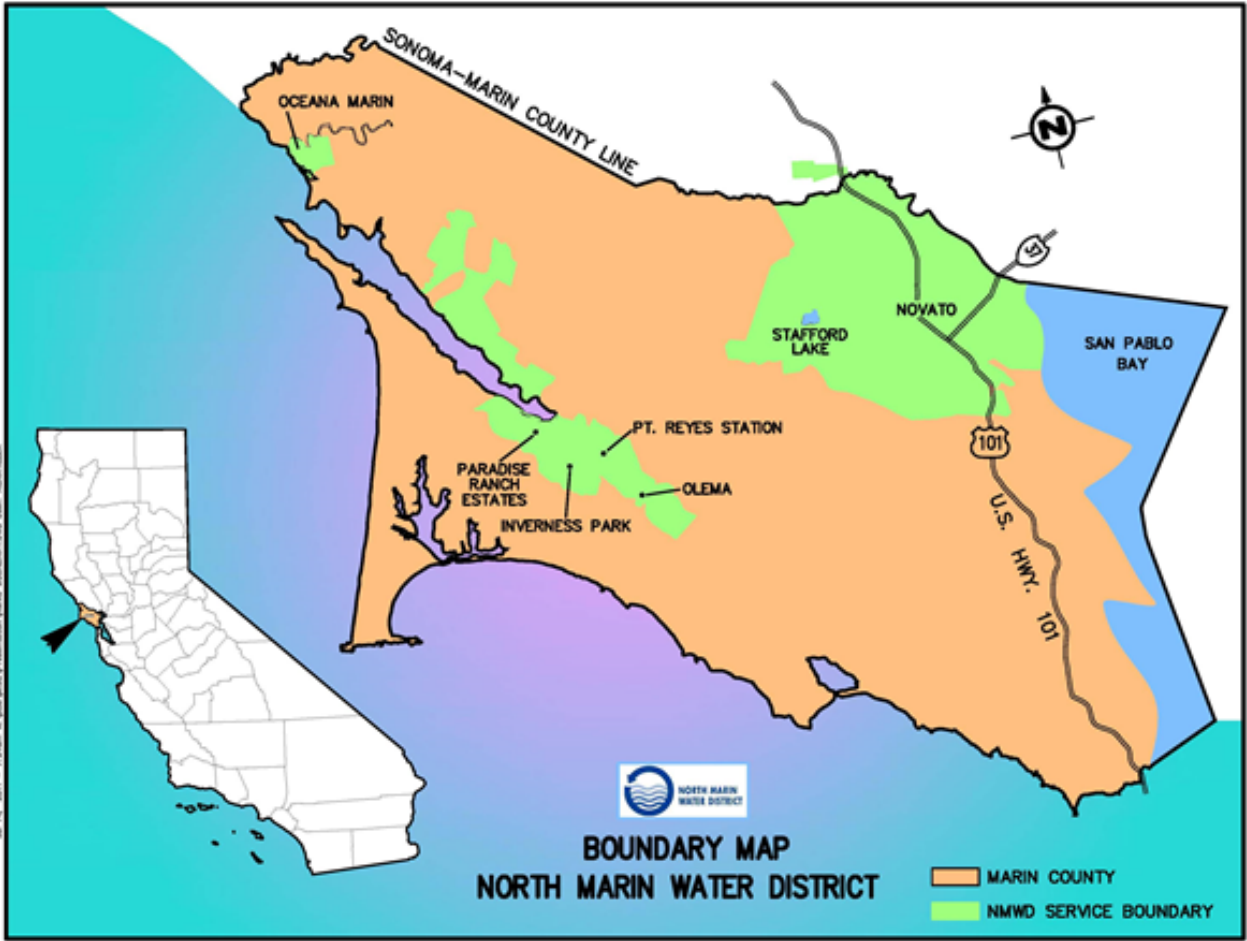 SONOMA-MARIN COUNTY LINE
OCEANA MARIN
N
37
NOVATO
STAFFORD
LAKE
SAN PABLO
BAY
PT. REYES STATION
101
PARADISE
RANCH
ESTATES
OLEMA
INVERNESS PARK
U.S. HWY. 101
NORTH MARIN
WATER DISTRICT
BOUNDARY MAP
NORTH MARIN WATER DISTRICT
MARIN COUNTY
NMWD SERVICE BOUNDARY